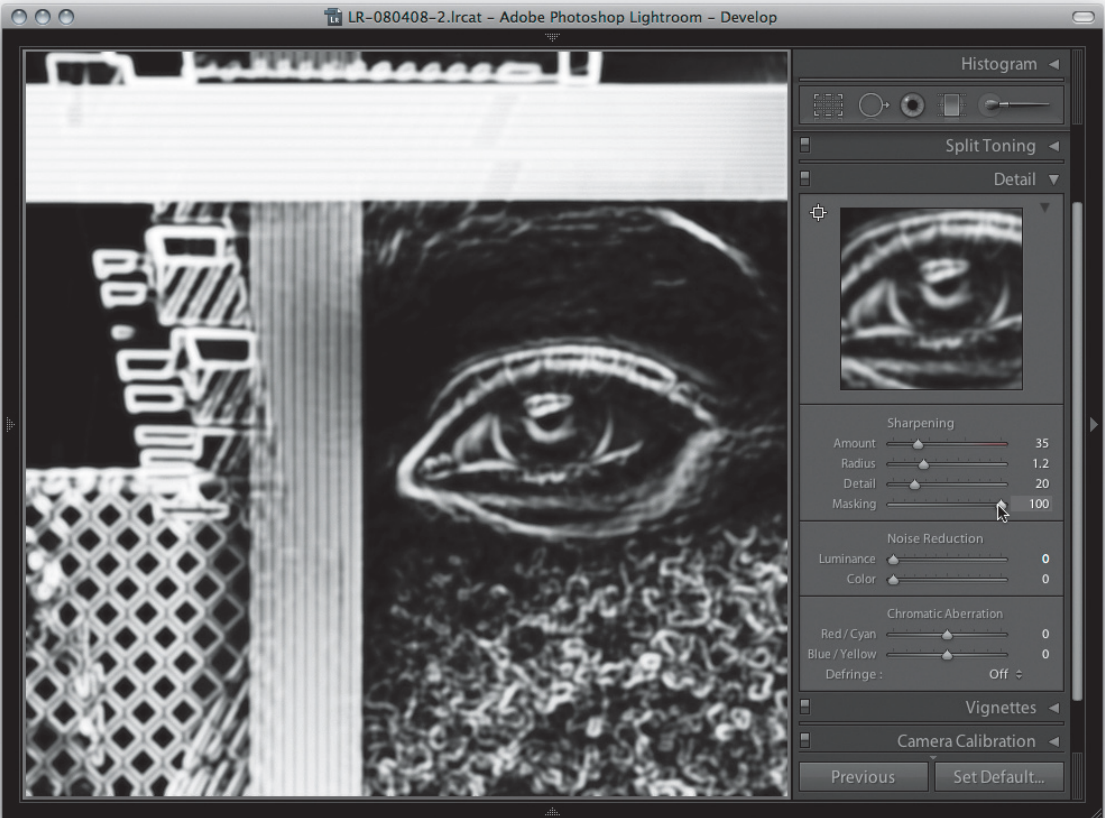 LR-080408-2.lrcat – Adobe Photoshop Lightroom – Develop
Histogram
Split Toning
Detail
Sharpening
Amount 35
Radius 1.2
Detail 20
Masking 100
Noise Reduction
Luminance 0
Color 0
Chromatic Aberration
Red / Cyan 0
Blue / Yellow 0
Defringe : Off
Vignettes
Camera Calibration
Previous Set Default...